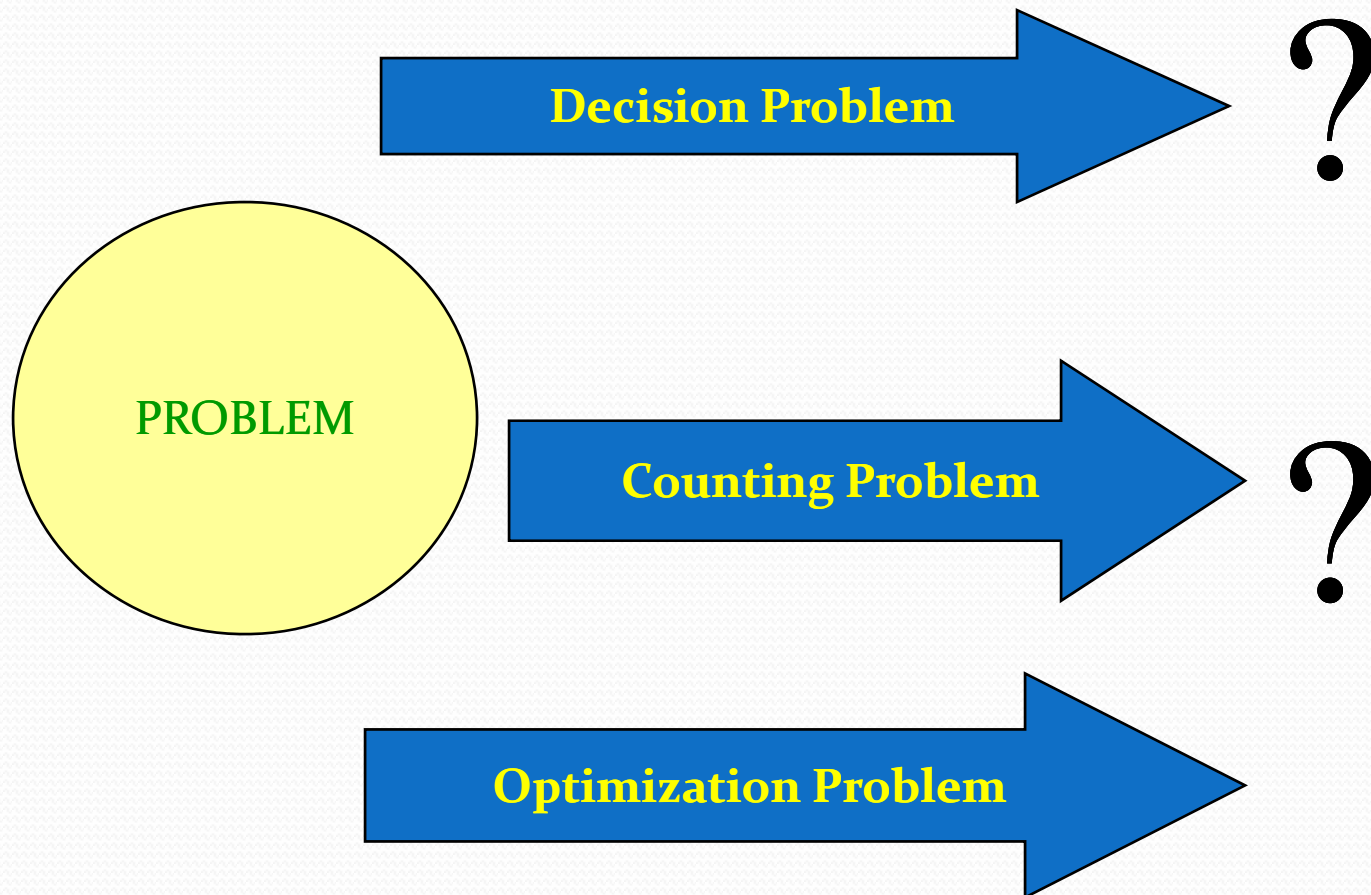 Decision Problem
?
PROBLEM
Counting Problem
?
Optimization Problem